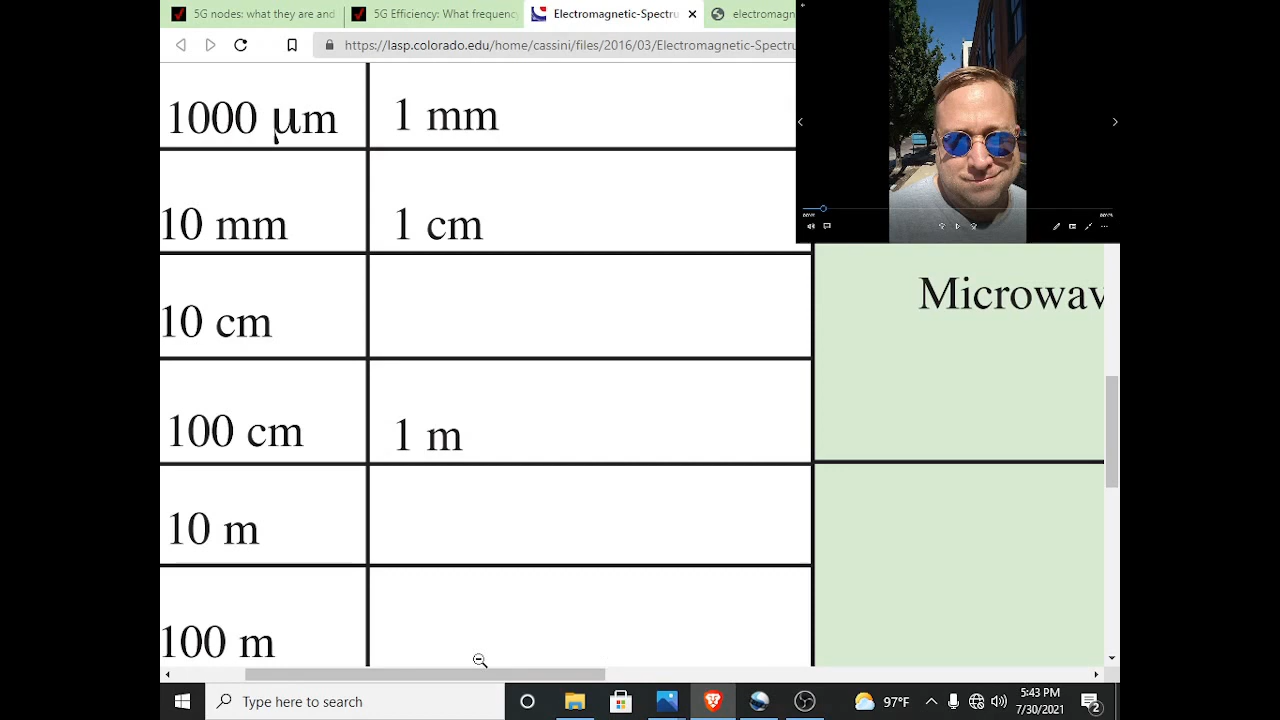 5G nodes: what they are and
5G Efficiency: What frequenc
Electromagnetic-Spectru
electromagn
https://lasp.colorado.edu/home/cassini/files/2016/03/Electromagnetic-Spectru
1000 µm 1 mm
10 mm 1 cm
Microwav
10 cm
100 cm 1 m
10 m
100 m
Type here to search
97°F
5:43 PM
7/30/2021
2